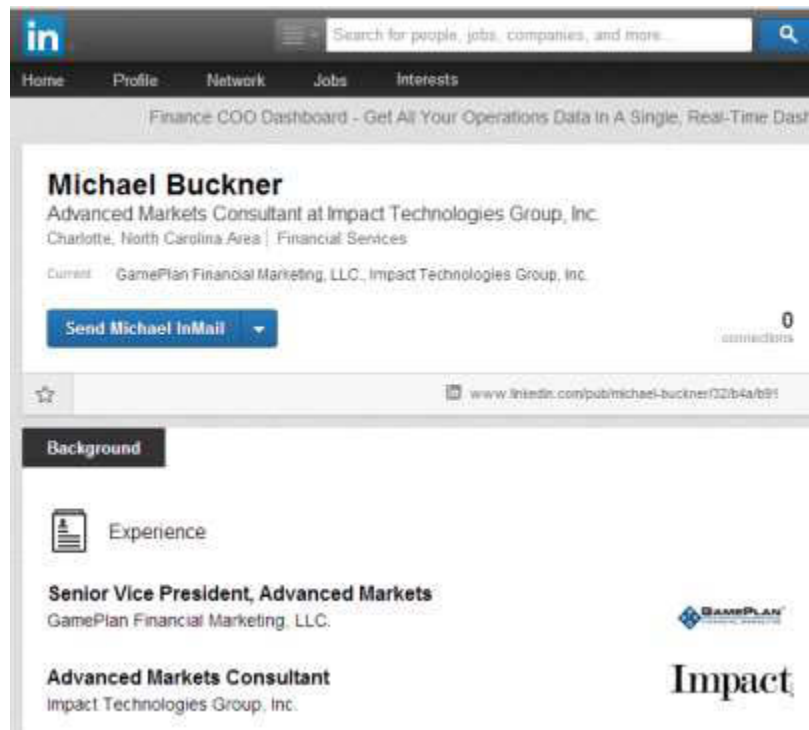 in
Search for people, jobs, companies, and more...
Home Profile Network Jobs Interests
Finance COO Dashboard - Get All Your Operations Data In A Single, Real-Time Dash
Michael Buckner
Advanced Markets Consultant at Impact Technologies Group, Inc.
Charlotte, North Carolina Area | Financial Services
Current GamePlan Financial Marketing, LLC., Impact Technologies Group, Inc.
Send Michael InMail
0
connections
in www.linkedin.com/pub/michael-buckner/32/b4a/b91
Background
Experience
Senior Vice President, Advanced Markets
GamePlan Financial Marketing, LLC.
GAMEPLAN
FINANCIAL MARKETING
Advanced Markets Consultant
Impact Technologies Group, Inc.
Impact